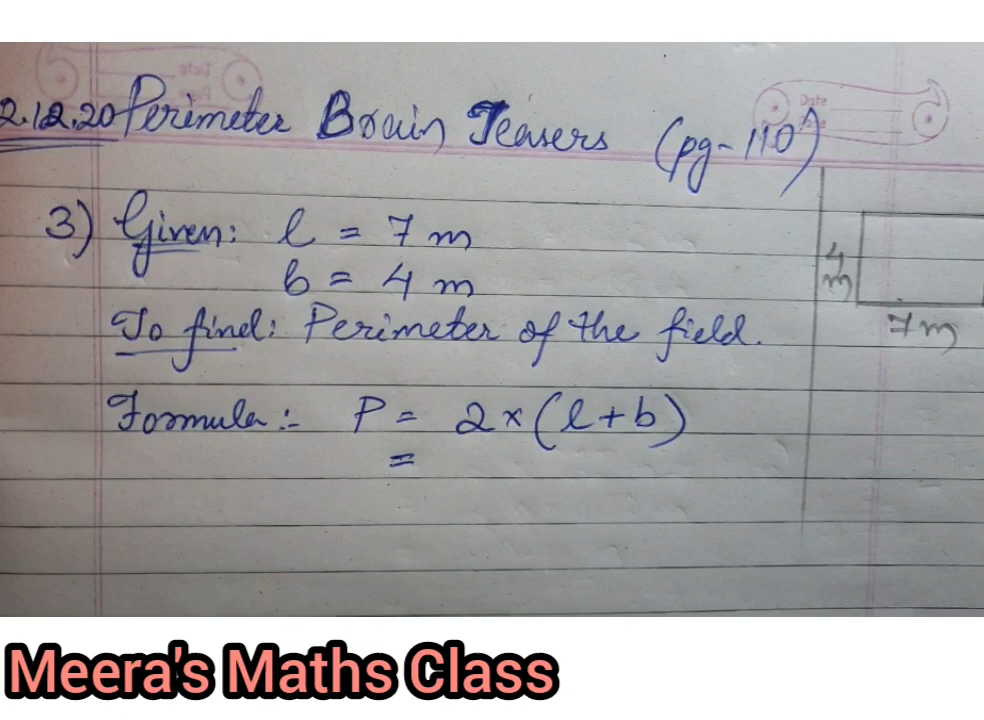 2.12.20 Perimeter Brain Teasers (pg-110)
Date
3) Given: l = 7 m
b = 4 m
4 m
7 m
To find: Perimeter of the field.
Formula:- P = 2×(l+b)
=
Meera's Maths Class